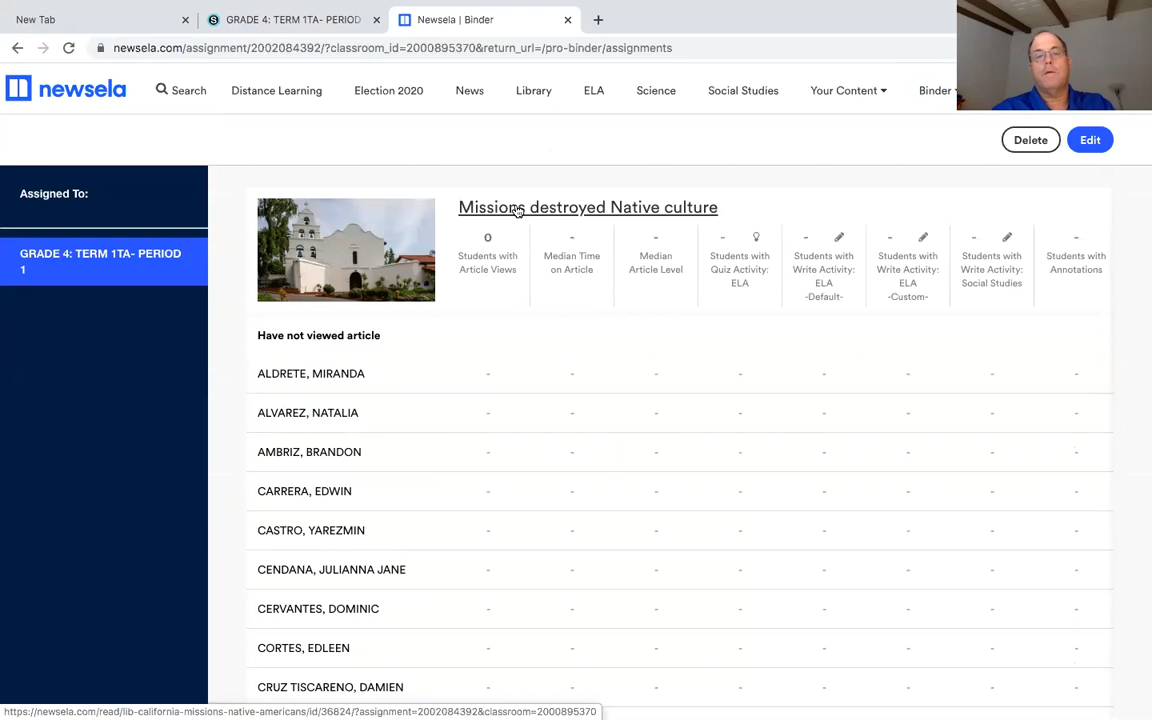 New Tab
GRADE 4: TERM 1TA- PERIOD
Newsela | Binder
newsela.com/assignment/2002084392/?classroom_id=2000895370&return_url=/pro-binder/assignments
newsela
Search
Distance Learning
Election 2020
News
Library
ELA
Science
Social Studies
Your Content
Binder
Delete
Edit
Assigned To:
GRADE 4: TERM 1TA- PERIOD
1
Missions destroyed Native culture
0 - - - - - - -
Students with
Article Views
Median Time
on Article
Median
Article Level
Students with
Quiz Activity:
ELA
Students with
Write Activity:
ELA
-Default-
Students with
Write Activity:
ELA
-Custom-
Students with
Write Activity:
Social Studies
Students with
Annotations
Have not viewed article
ALDRETE, MIRANDA - - - - - - - -
ALVAREZ, NATALIA - - - - - - - -
AMBRIZ, BRANDON - - - - - - - -
CARRERA, EDWIN - - - - - - - -
CASTRO, YAREZMIN - - - - - - - -
CENDANA, JULIANNA JANE - - - - - - - -
CERVANTES, DOMINIC - - - - - - - -
CORTES, EDLEEN - - - - - - - -
CRUZ TISCARENO, DAMIEN - - - - - - - -
https://newsela.com/read/lib-california-missions-native-americans/id/36824/?assignment=2002084392&classroom=2000895370